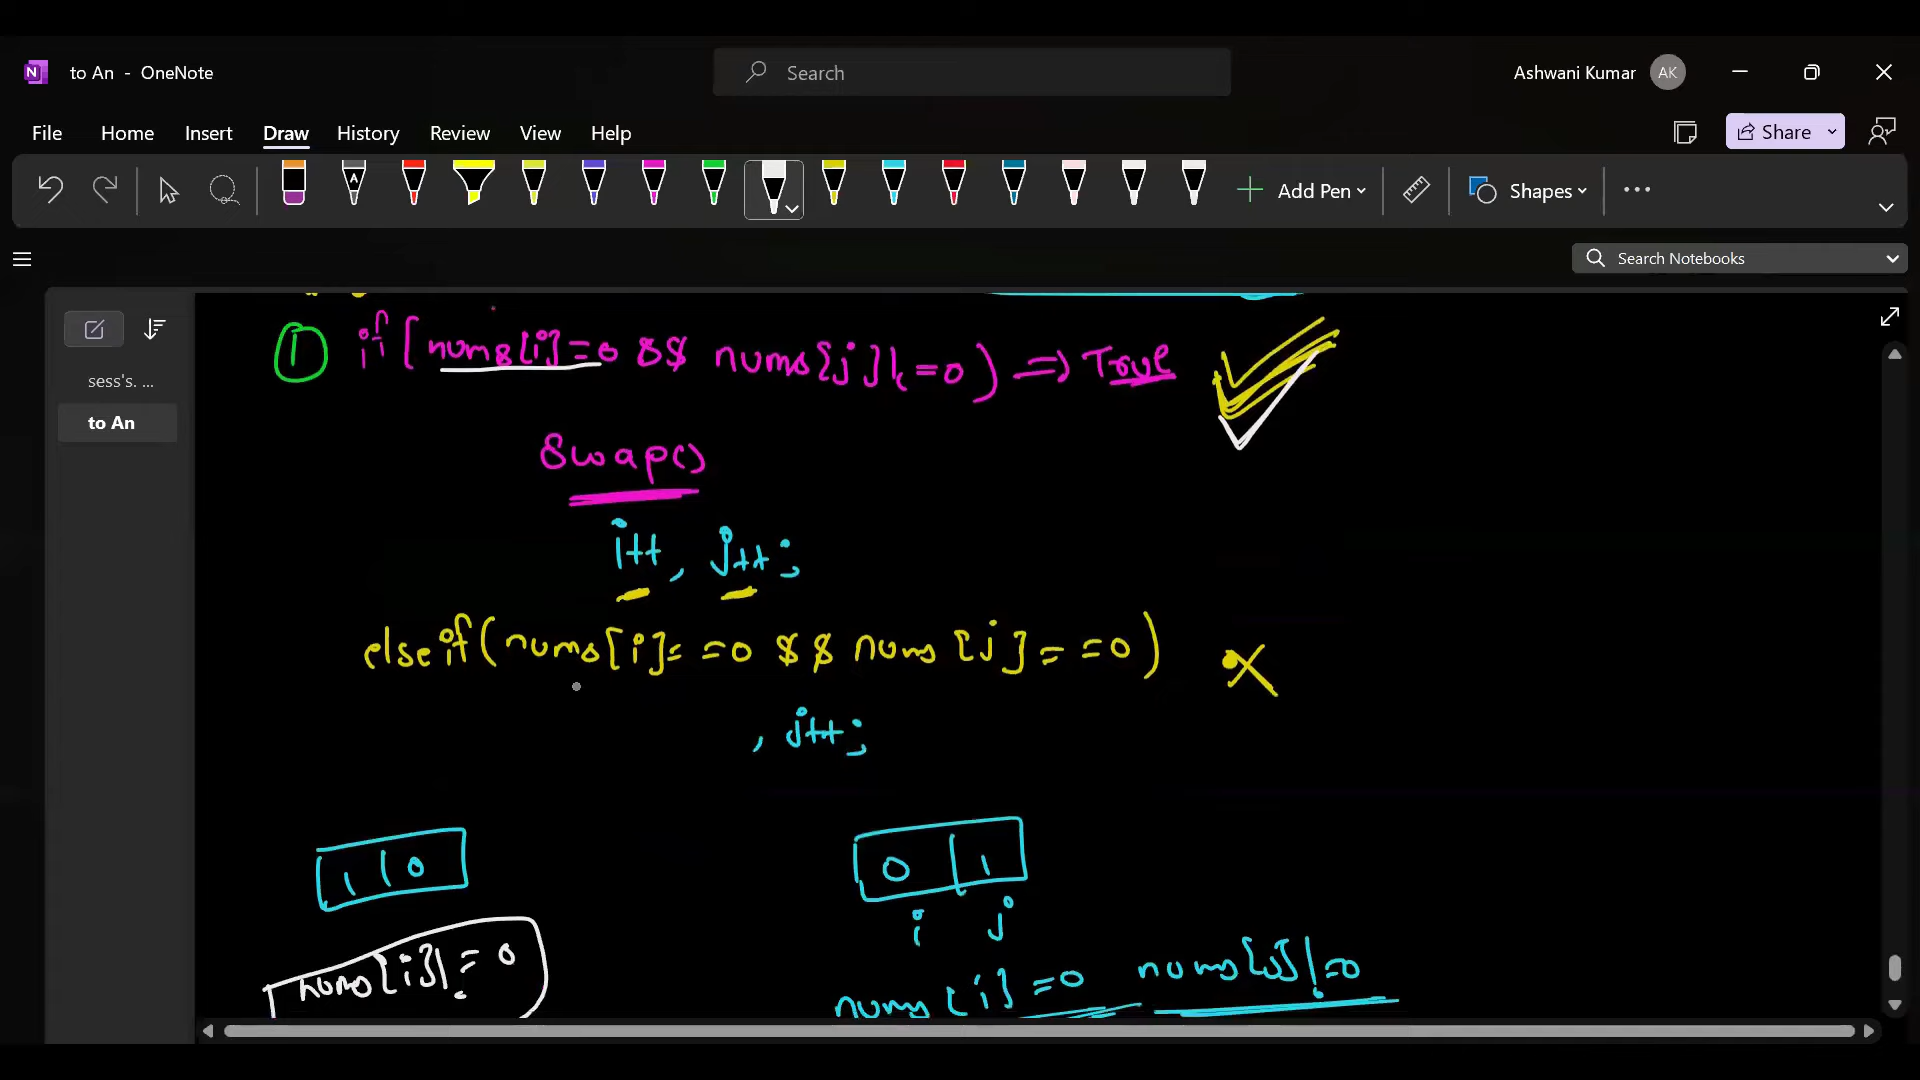 to An - OneNote
Search
Ashwani Kumar AK
File Home Insert Draw History Review View Help
Share
A
Add Pen
Shapes
Search Notebooks
sess's. ...
to An
① if (nums[i]=0 && nums[j]!=0) => True
Swap()
i++, j++;
else if (nums[i]==0 && nums[j]==0) X
, j++;
1 | 0
0 | 1
i j
nums[i]!=0
nums[i]=0 nums[j]!=0